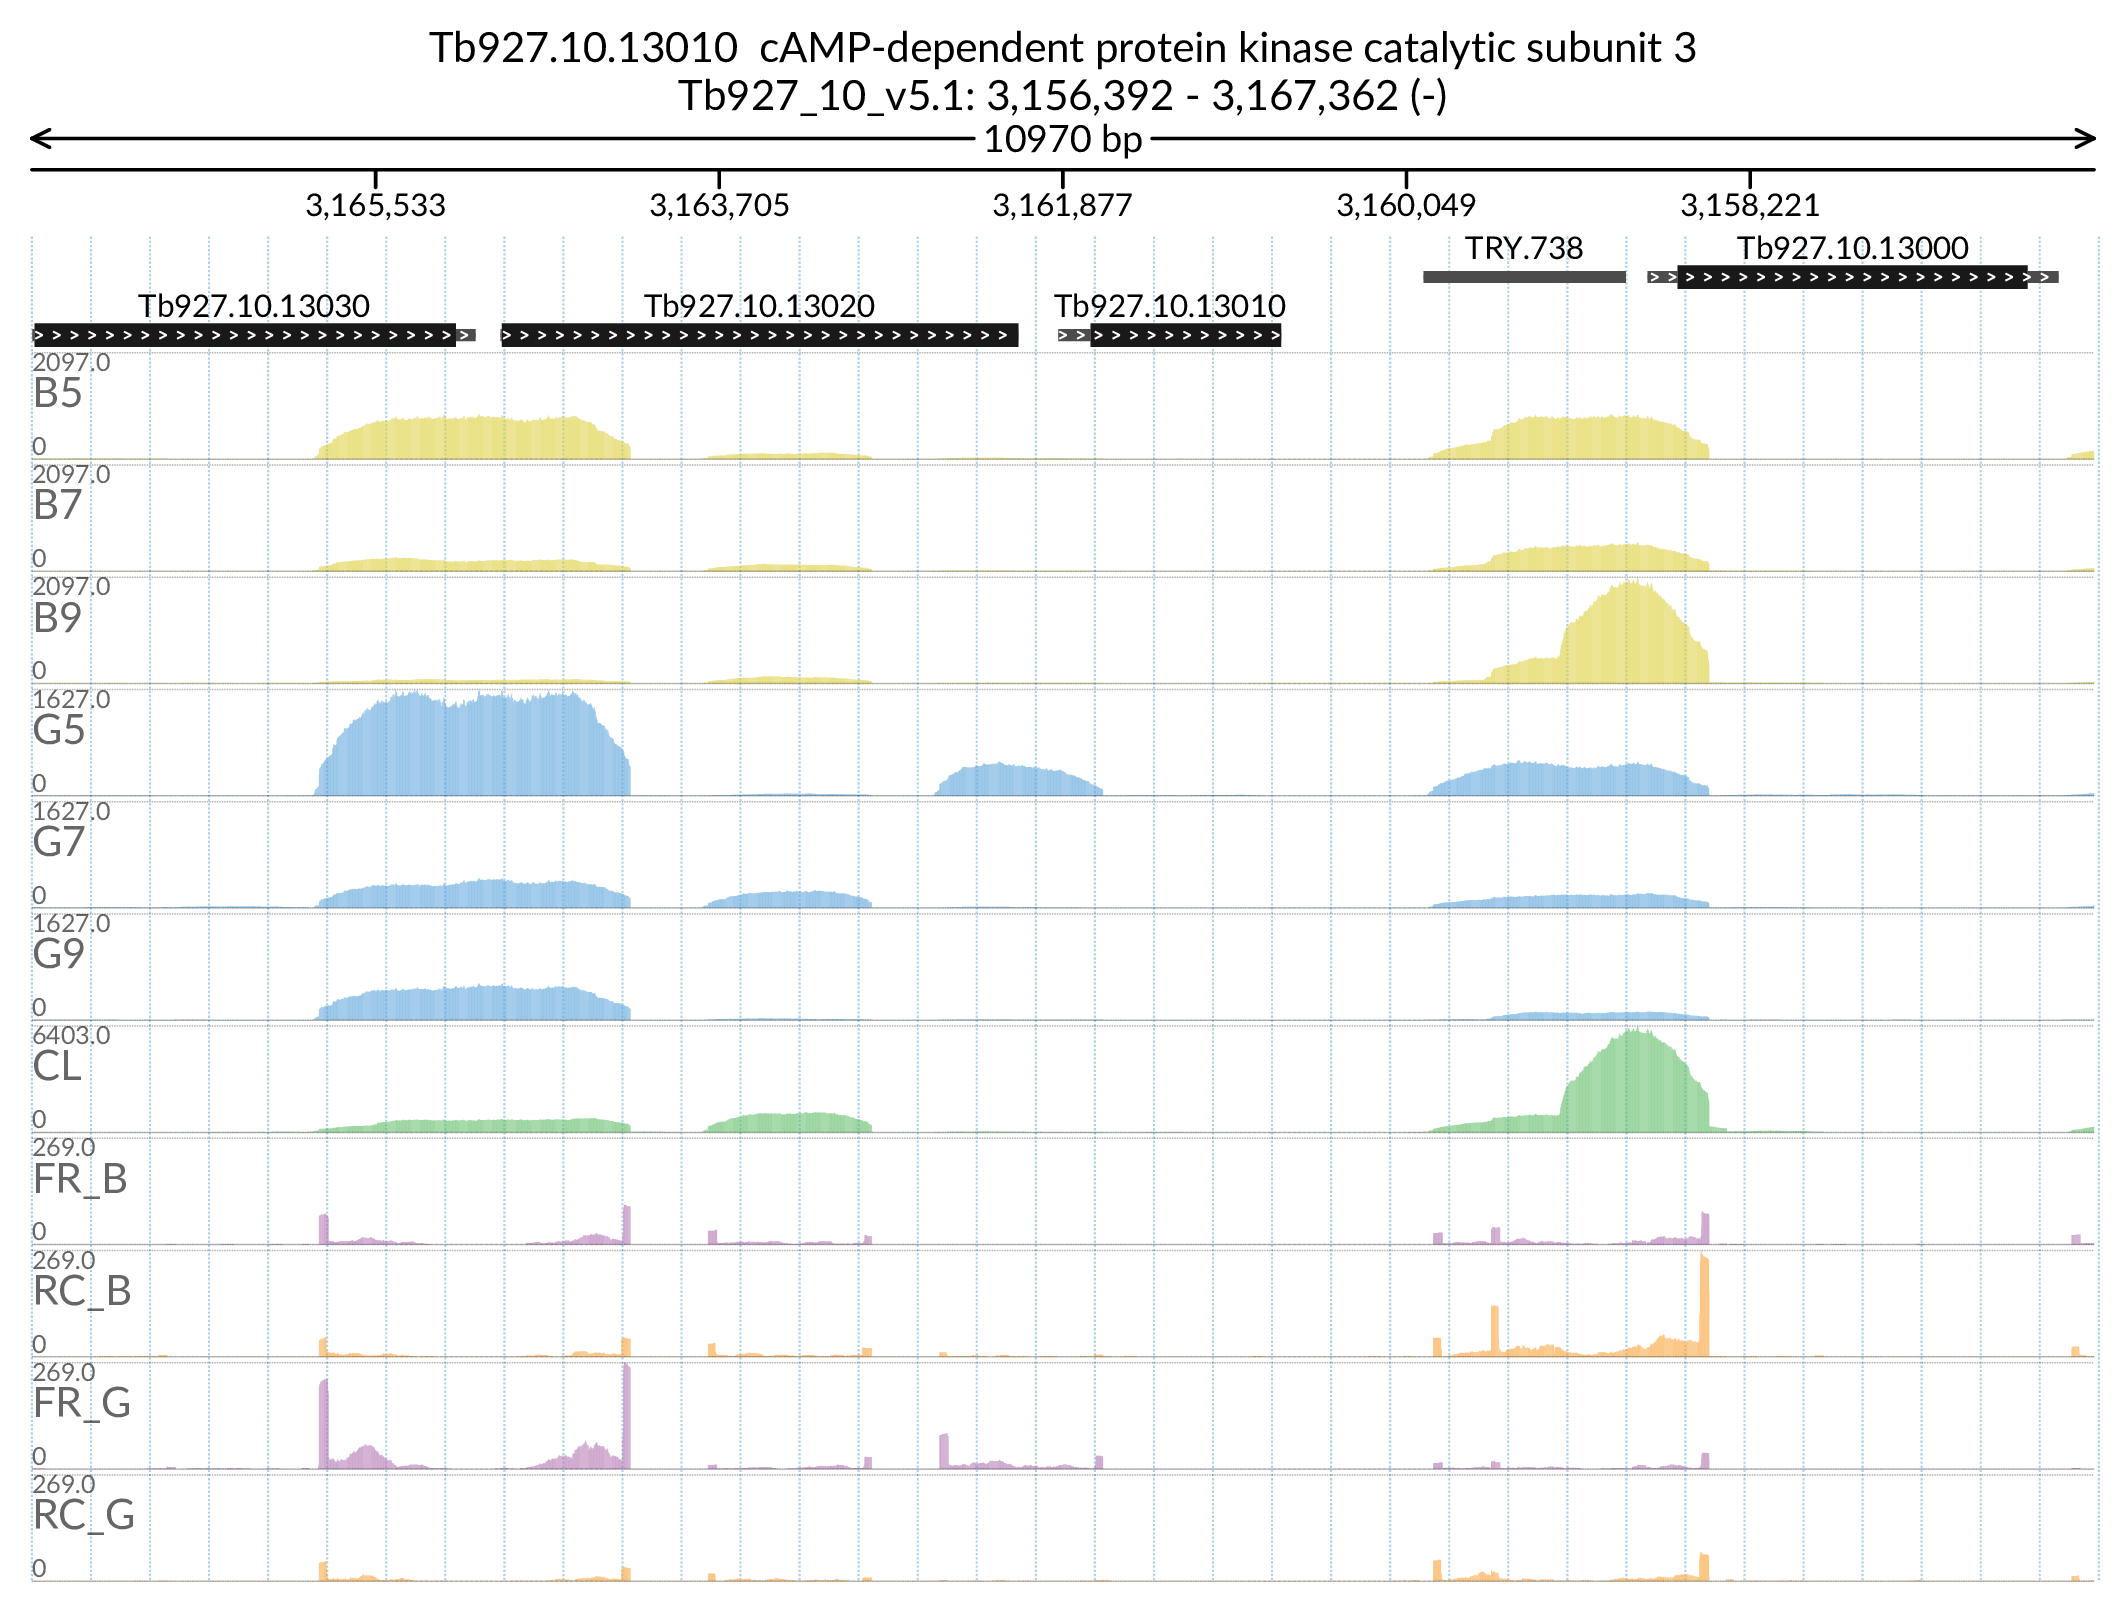 Tb927.10.13010  cAMP-dependent protein kinase catalytic subunit 3
Tb927_10_v5.1: 3,156,392 - 3,167,362 (-)
10970 bp
3,165,533 3,163,705 3,161,877 3,160,049 3,158,221
TRY.738 Tb927.10.13000
Tb927.10.13030 Tb927.10.13020 Tb927.10.13010
2097.0
B5
0
2097.0
B7
0
2097.0
B9
0
1627.0
G5
0
1627.0
G7
0
1627.0
G9
0
6403.0
CL
0
269.0
FR_B
0
269.0
RC_B
0
269.0
FR_G
0
269.0
RC_G
0